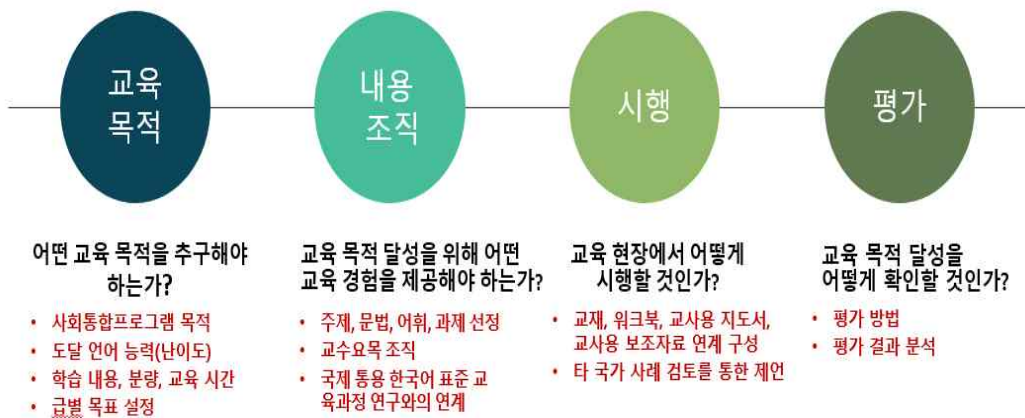 교육
목적
내용
조직
시행
평가
어떤 교육 목적을 추구해야
하는가?
• 사회통합프로그램 목적
• 도달 언어 능력(난이도)
• 학습 내용, 분량, 교육 시간
• 급별 목표 설정
교육 목적 달성을 위해 어떤
교육 경험을 제공해야 하는가?
• 주제, 문법, 어휘, 과제 선정
• 교수요목 조직
• 국제 통용 한국어 표준 교
육과정 연구와의 연계
교육 현장에서 어떻게
시행할 것인가?
• 교재, 워크북, 교사용 지도서,
교사용 보조자료 연계 구성
• 타 국가 사례 검토를 통한 제언
교육 목적 달성을
어떻게 확인할 것인가?
• 평가 방법
• 평가 결과 분석